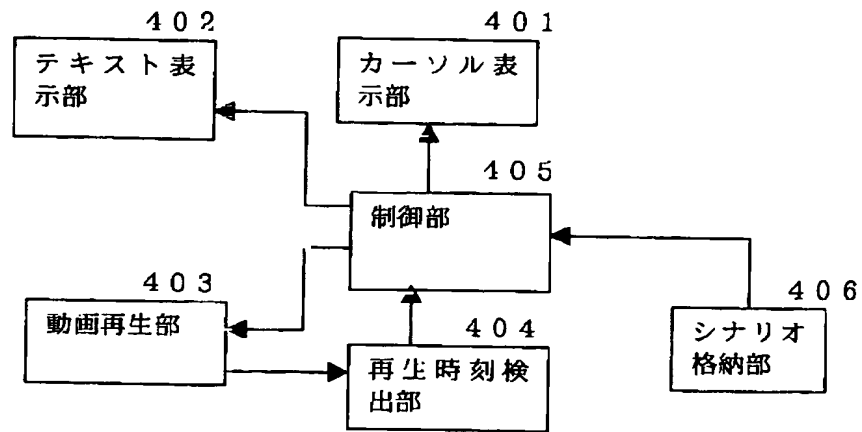 402
テキスト表
示部
401
カーソル表
示部
405
制御部
403
動画再生部
404
再生時刻検
出部
406
シナリオ
格納部